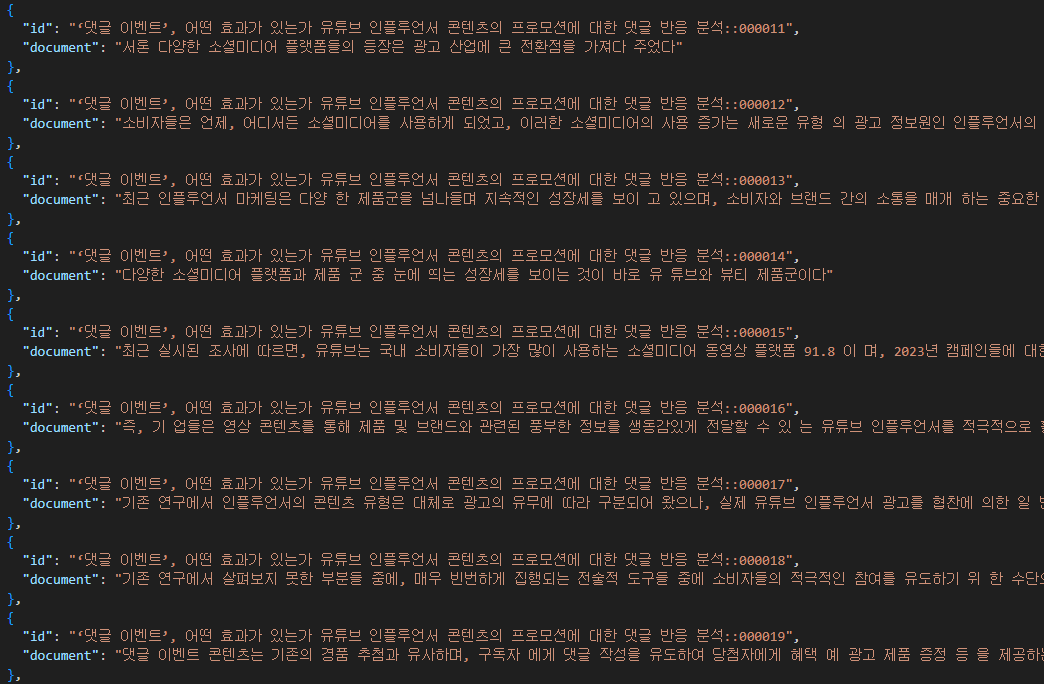 {
"id": "‘댓글 이벤트’, 어떤 효과가 있는가 유튜브 인플루언서 콘텐츠의 프로모션에 대한 댓글 반응 분석::000011",
"document": "서론 다양한 소셜미디어 플랫폼들의 등장은 광고 산업에 큰 전환점을 가져다 주었다"
},
{
"id": "‘댓글 이벤트’, 어떤 효과가 있는가 유튜브 인플루언서 콘텐츠의 프로모션에 대한 댓글 반응 분석::000012",
"document": "소비자들은 언제, 어디서든 소셜미디어를 사용하게 되었고, 이러한 소셜미디어의 사용 증가는 새로운 유형 의 광고 정보원인 인플루언서의
},
{
"id": "‘댓글 이벤트’, 어떤 효과가 있는가 유튜브 인플루언서 콘텐츠의 프로모션에 대한 댓글 반응 분석::000013",
"document": "최근 인플루언서 마케팅은 다양 한 제품군을 넘나들며 지속적인 성장세를 보이 고 있으며, 소비자와 브랜드 간의 소통을 매개 하는 중요한
},
{
"id": "‘댓글 이벤트’, 어떤 효과가 있는가 유튜브 인플루언서 콘텐츠의 프로모션에 대한 댓글 반응 분석::000014",
"document": "다양한 소셜미디어 플랫폼과 제품 군 중 눈에 띄는 성장세를 보이는 것이 바로 유 튜브와 뷰티 제품군이다"
},
{
"id": "‘댓글 이벤트’, 어떤 효과가 있는가 유튜브 인플루언서 콘텐츠의 프로모션에 대한 댓글 반응 분석::000015",
"document": "최근 실시된 조사에 따르면, 유튜브는 국내 소비자들이 가장 많이 사용하는 소셜미디어 동영상 플랫폼 91.8 이 며, 2023년 캠페인들에 대한
},
{
"id": "‘댓글 이벤트’, 어떤 효과가 있는가 유튜브 인플루언서 콘텐츠의 프로모션에 대한 댓글 반응 분석::000016",
"document": "즉, 기 업들은 영상 콘텐츠를 통해 제품 및 브랜드와 관련된 풍부한 정보를 생동감있게 전달할 수 있 는 유튜브 인플루언서를 적극적으로
},
{
"id": "‘댓글 이벤트’, 어떤 효과가 있는가 유튜브 인플루언서 콘텐츠의 프로모션에 대한 댓글 반응 분석::000017",
"document": "기존 연구에서 인플루언서의 콘텐츠 유형은 대체로 광고의 유무에 따라 구분되어 왔으나, 실제 유튜브 인플루언서 광고를 협찬에 의한 일
},
{
"id": "‘댓글 이벤트’, 어떤 효과가 있는가 유튜브 인플루언서 콘텐츠의 프로모션에 대한 댓글 반응 분석::000018",
"document": "기존 연구에서 살펴보지 못한 부분들 중에, 매우 빈번하게 집행되는 전술적 도구들 중에 소비자들의 적극적인 참여를 유도하기 위 한 수단으
},
{
"id": "‘댓글 이벤트’, 어떤 효과가 있는가 유튜브 인플루언서 콘텐츠의 프로모션에 대한 댓글 반응 분석::000019",
"document": "댓글 이벤트 콘텐츠는 기존의 경품 추첨과 유사하며, 구독자 에게 댓글 작성을 유도하여 당첨자에게 혜택 예 광고 제품 증정 등 을 제공하는
},